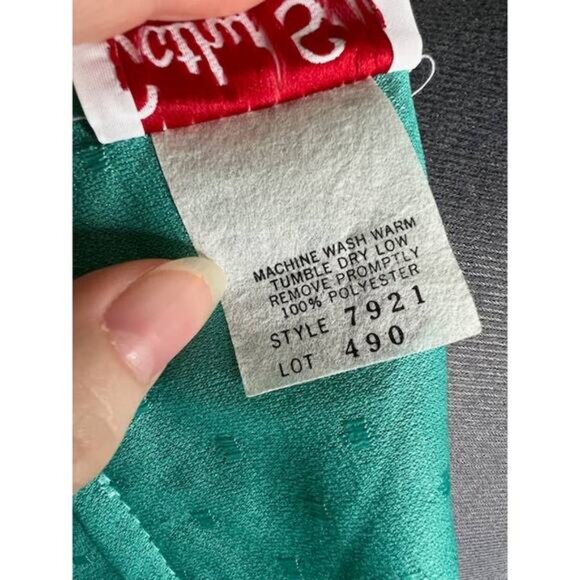 MACHINE WASH WARM
TUMBLE DRY LOW
REMOVE PROMPTLY
100% POLYESTER
STYLE 7921
LOT 490